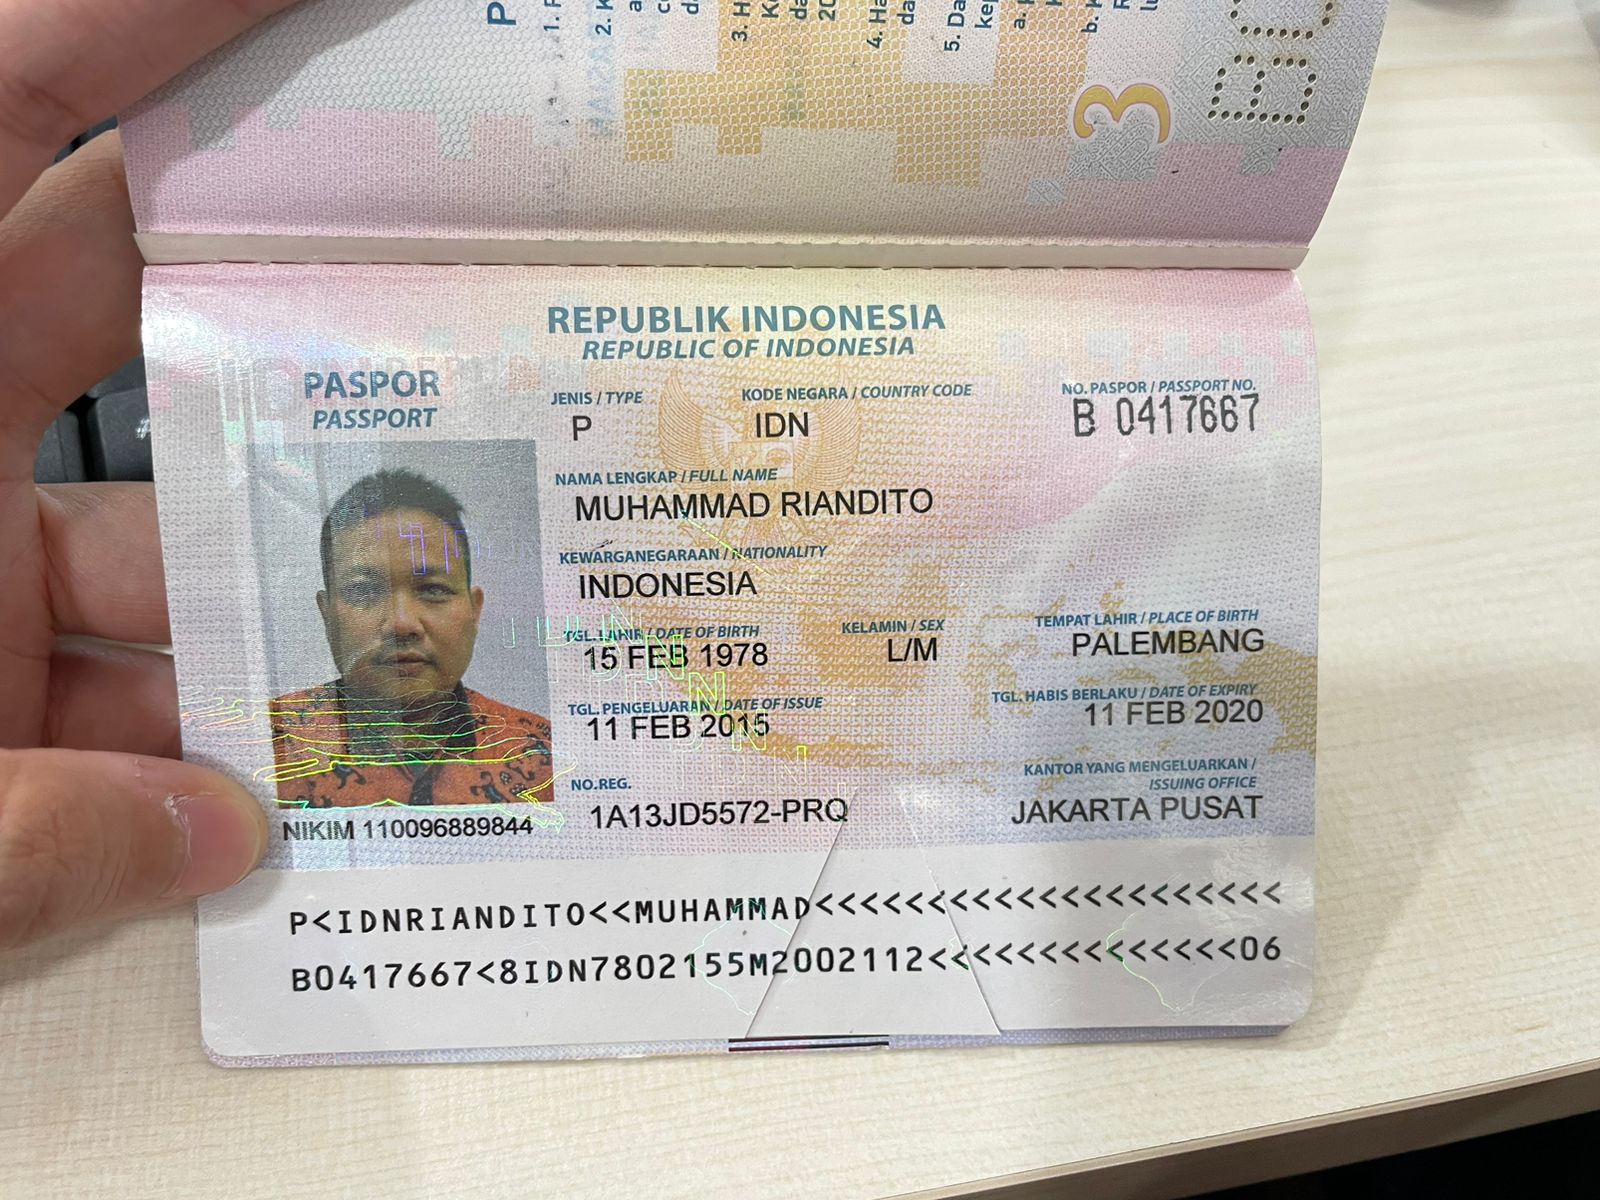 3
REPUBLIK INDONESIA
REPUBLIC OF INDONESIA
PASPOR
PASSPORT
JENIS / TYPE
P
KODE NEGARA / COUNTRY CODE
IDN
NO. PASPOR / PASSPORT NO.
B 0417667
NAMA LENGKAP / FULL NAME
MUHAMMAD RIANDITO
KEWARGANEGARAAN / NATIONALITY
INDONESIA
TGL. LAHIR / DATE OF BIRTH
15 FEB 1978
KELAMIN / SEX
L/M
TEMPAT LAHIR / PLACE OF BIRTH
PALEMBANG
TGL. PENGELUARAN / DATE OF ISSUE
11 FEB 2015
TGL. HABIS BERLAKU / DATE OF EXPIRY
11 FEB 2020
NO. REG.
1A13JD5572-PRQ
KANTOR YANG MENGELUARKAN /
ISSUING OFFICE
JAKARTA PUSAT
NIKIM 110096889844
P<IDNRIANDITO<<MUHAMMAD<<<<<<<<<<<<<<<<<<<<<
B0417667<8IDN7802155M2002112<<<<<<<<<<<<<<06